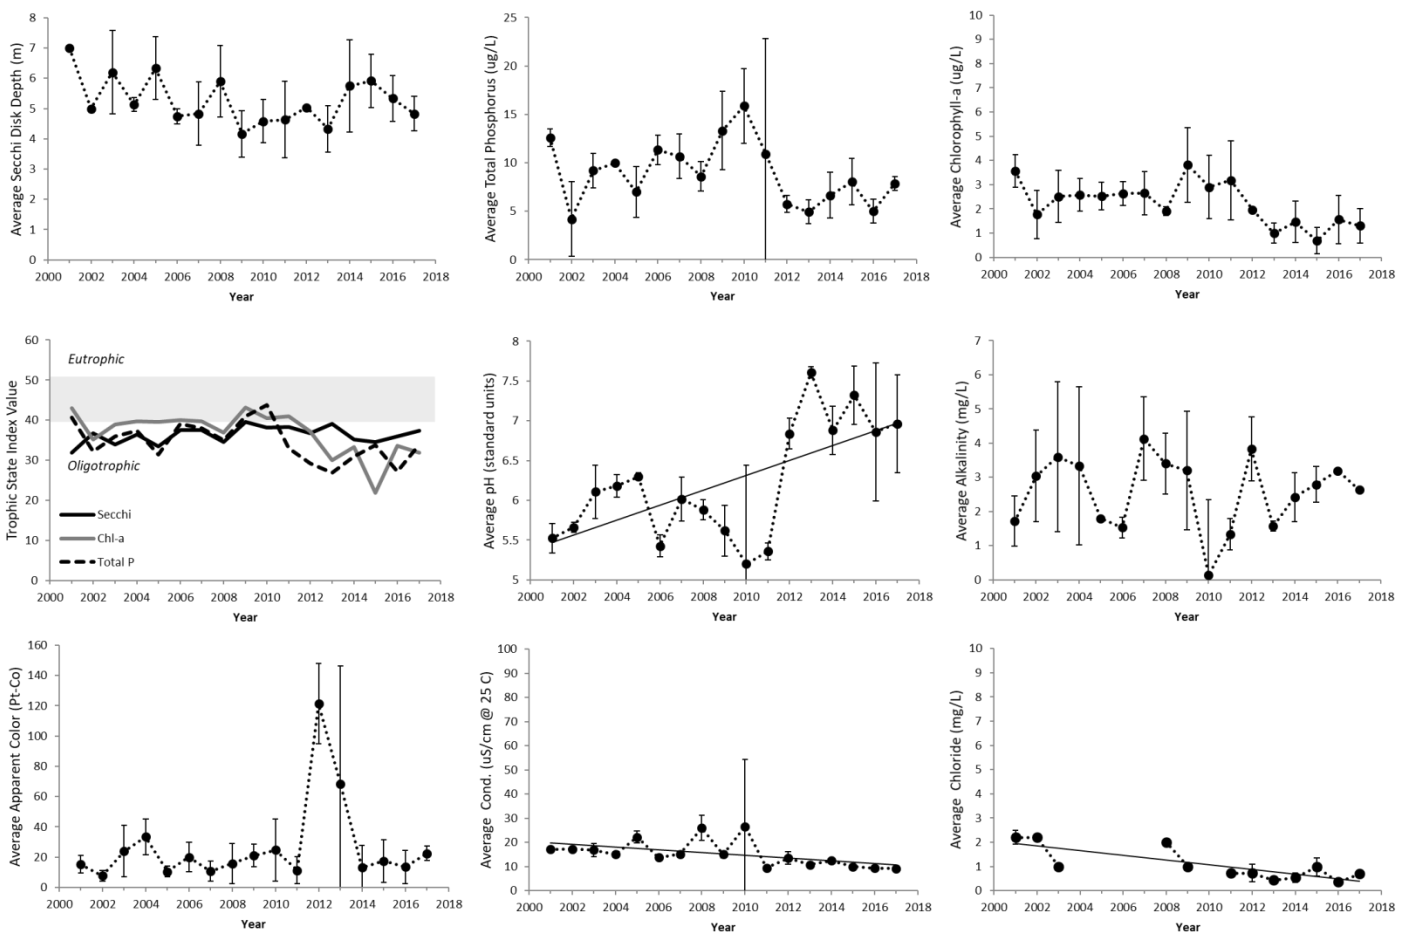 Average Secchi Disk Depth (m)
8
7
6
5
4
3
2
1
0
2000 2002 2004 2006 2008 2010 2012 2014 2016 2018
Year
Average Total Phosphorus (ug/L)
25
20
15
10
5
0
2000 2002 2004 2006 2008 2010 2012 2014 2016 2018
Year
Average Chlorophyll-a (ug/L)
10
9
8
7
6
5
4
3
2
1
0
2000 2002 2004 2006 2008 2010 2012 2014 2016 2018
Year
Trophic State Index Value
60
50
40
30
20
10
0
Eutrophic
Oligotrophic
Secchi
Chl-a
Total P
2000 2002 2004 2006 2008 2010 2012 2014 2016 2018
Year
Average pH (standard units)
8
7.5
7
6.5
6
5.5
5
2000 2002 2004 2006 2008 2010 2012 2014 2016 2018
Year
Average Alkalinity (mg/L)
7
6
5
4
3
2
1
0
2000 2002 2004 2006 2008 2010 2012 2014 2016 2018
Year
Average Apparent Color (Pt-Co)
160
140
120
100
80
60
40
20
0
2000 2002 2004 2006 2008 2010 2012 2014 2016 2018
Year
Average Cond. (uS/cm @ 25 C)
100
90
80
70
60
50
40
30
20
10
0
2000 2002 2004 2006 2008 2010 2012 2014 2016 2018
Year
Average Chloride (mg/L)
10
9
8
7
6
5
4
3
2
1
0
2000 2002 2004 2006 2008 2010 2012 2014 2016 2018
Year